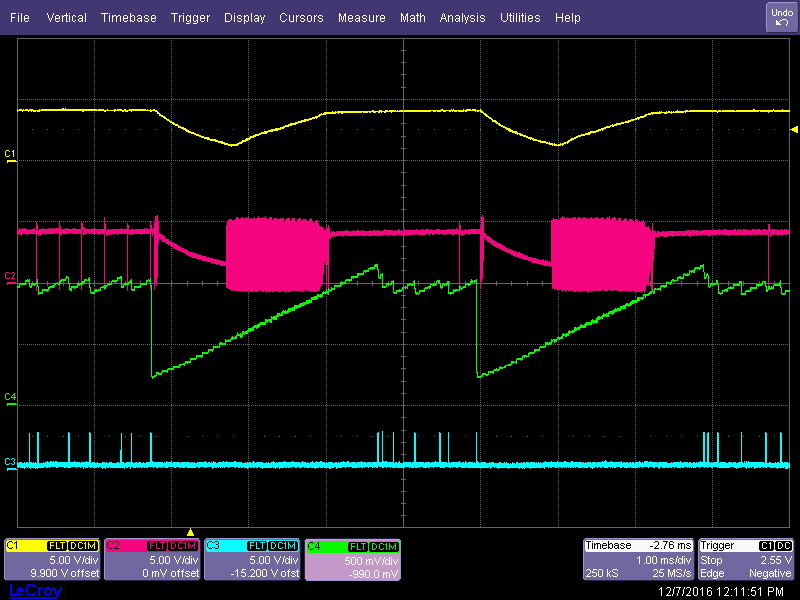 File Vertical Timebase Trigger Display Cursors Measure Math Analysis Utilities Help Undo
C1
C2
C4
C3
C1 FLT DC1M C2 FLT DC1M C3 FLT DC1M C4 FLT DC1M Timebase -2.76 ms Trigger C1 DC
5.00 V/div 5.00 V/div 5.00 V/div 500 mV/div 1.00 ms/div Stop 2.55 V
9.900 V offset 0 mV offset -15.200 V ofst -990.0 mV 250 kS 25 MS/s Edge Negative
LeCroy 12/7/2016 12:11:51 PM